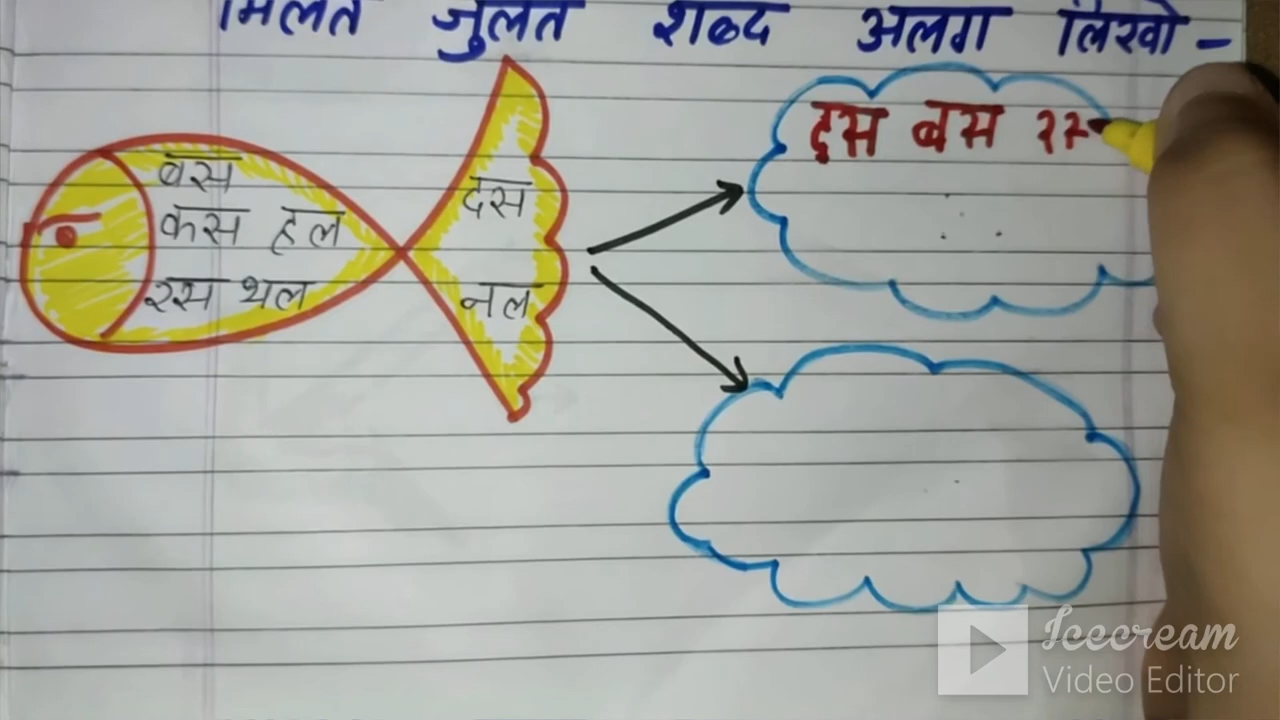 मिलते जुलते शब्द अलग लिखो -
बस
कस हल
रस थल
दस
नल
दस बस
Icecream
Video Editor